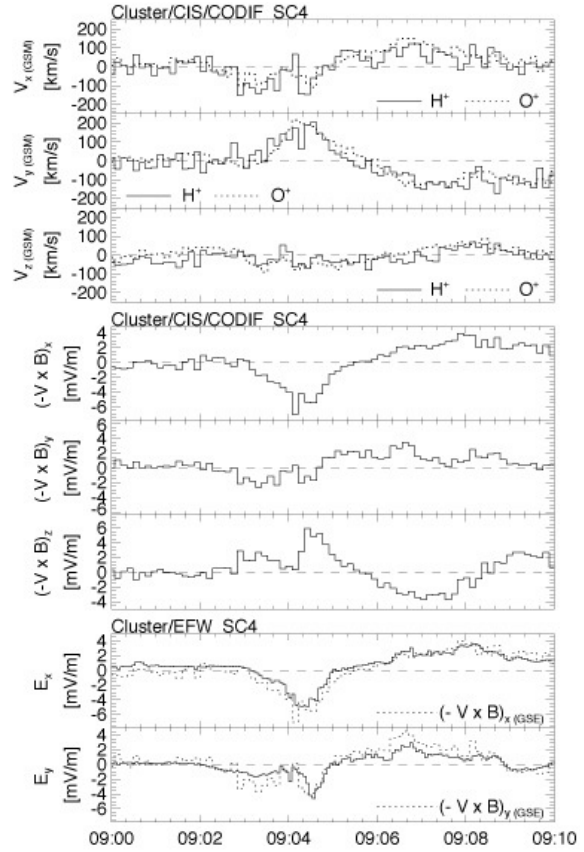 Cluster/CIS/CODIF SC4
V x (GSM)
[km/s]
200
100
0
-100
-200
H+ O+
V y (GSM)
[km/s]
200
100
0
-100
-200
H+ O+
V z (GSM)
[km/s]
200
100
0
-100
-200
H+ O+
Cluster/CIS/CODIF SC4
(-V x B)x
[mV/m]
4
2
0
-2
-4
-6
(-V x B)y
[mV/m]
6
4
2
0
-2
-4
-6
(-V x B)z
[mV/m]
6
4
2
0
-2
-4
Cluster/EFW SC4
Ex
[mV/m]
4
2
0
-2
-4
-6
(- V x B)x (GSE)
Ey
[mV/m]
4
2
0
-2
-4
-6
(- V x B)y (GSE)
09:00 09:02 09:04 09:06 09:08 09:10